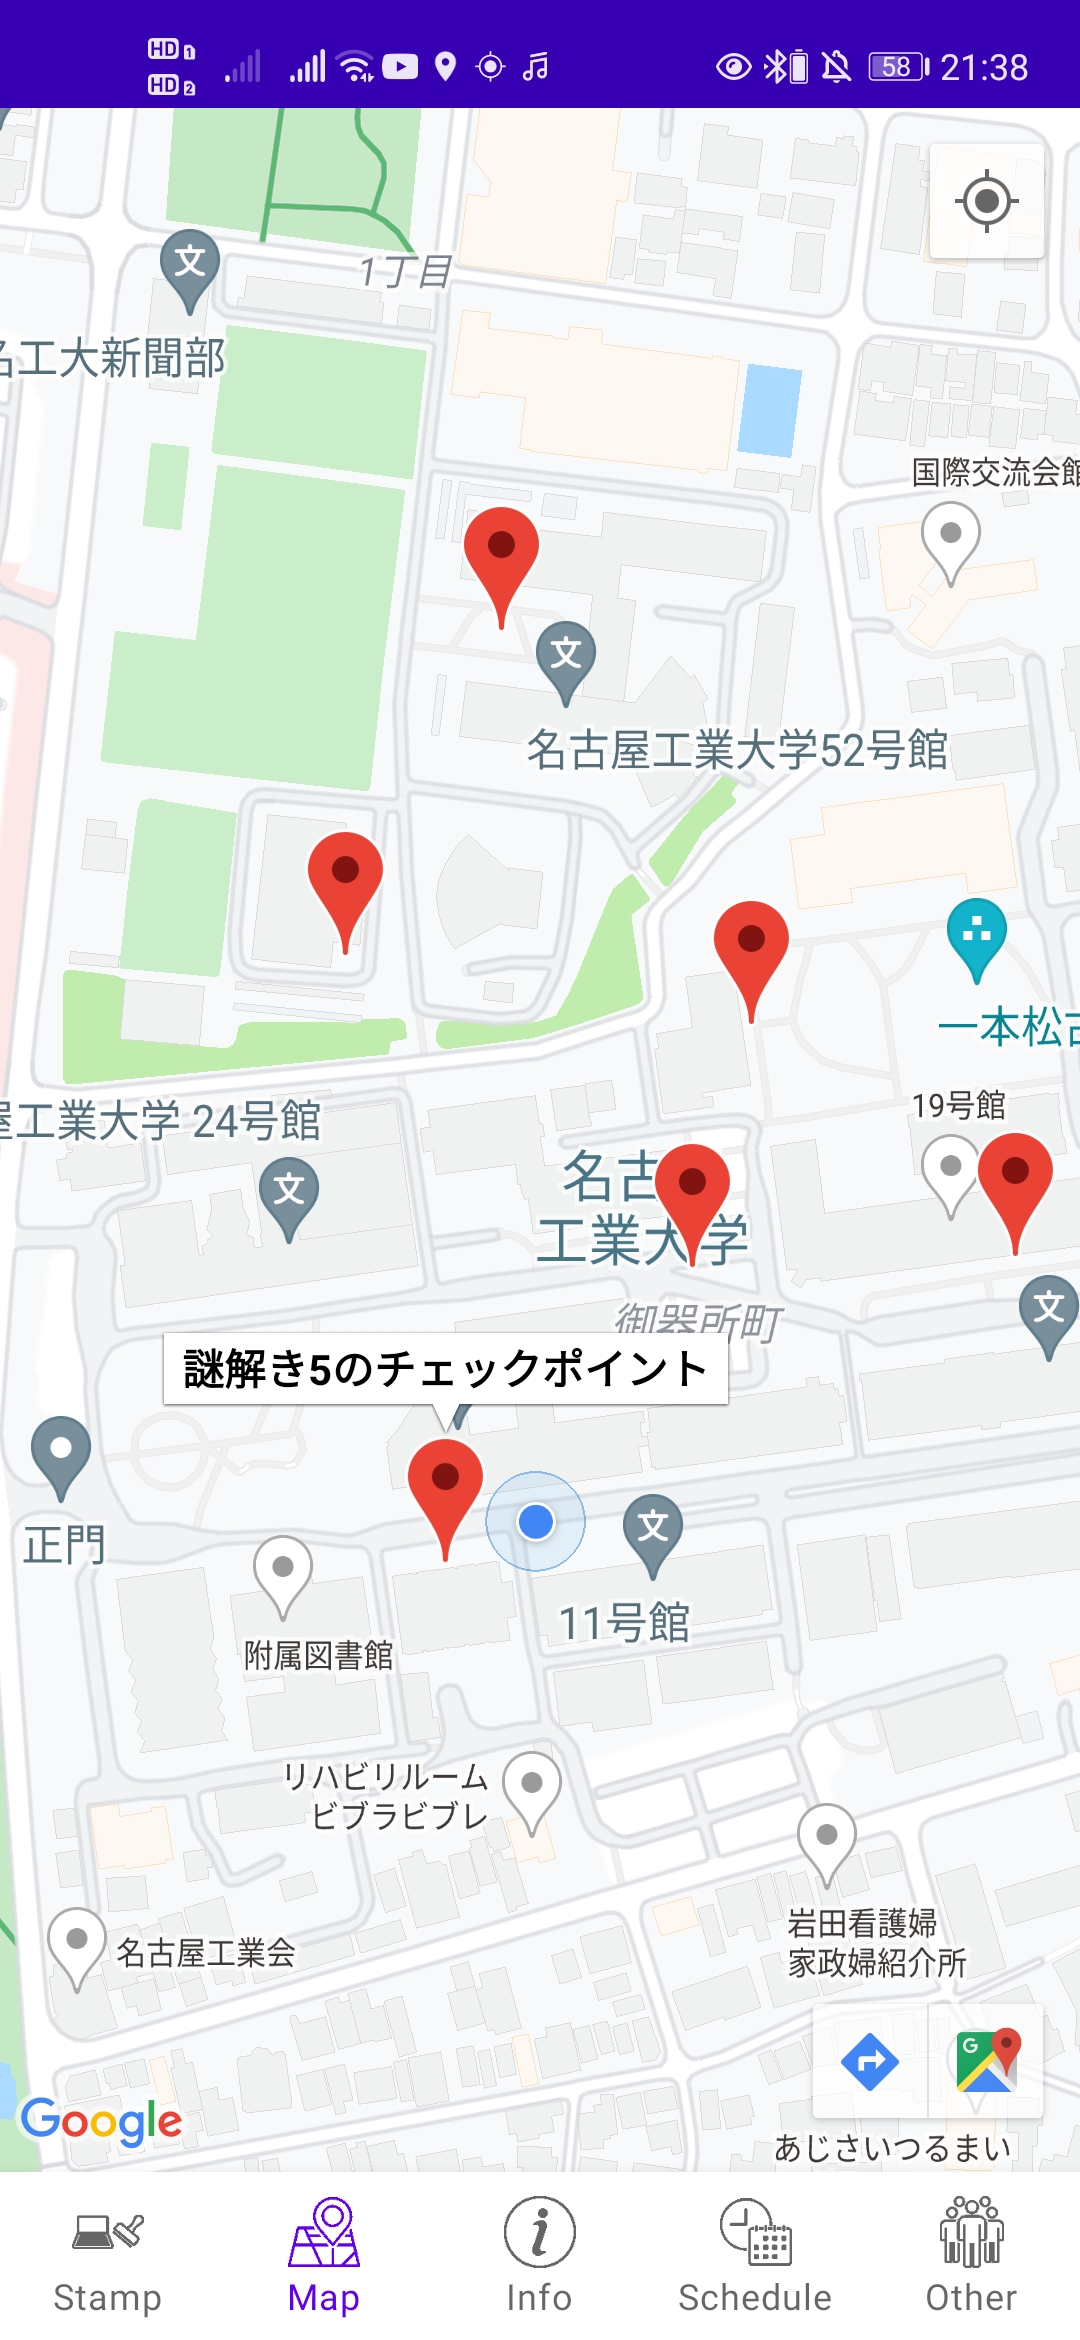 HD 1
HD 2
58
21:38
1丁目
名工大新聞部
国際交流会館
名古屋工業大学52号館
一本松古
屋工業大学 24号館
19号館
名古
工業大学
御器所町
謎解き5のチェックポイント
正門
11号館
附属図書館
リハビリルーム
ビブラビブレ
岩田看護婦
家政婦紹介所
名古屋工業会
Google
あじさいつるまい
Stamp
Map
Info
Schedule
Other